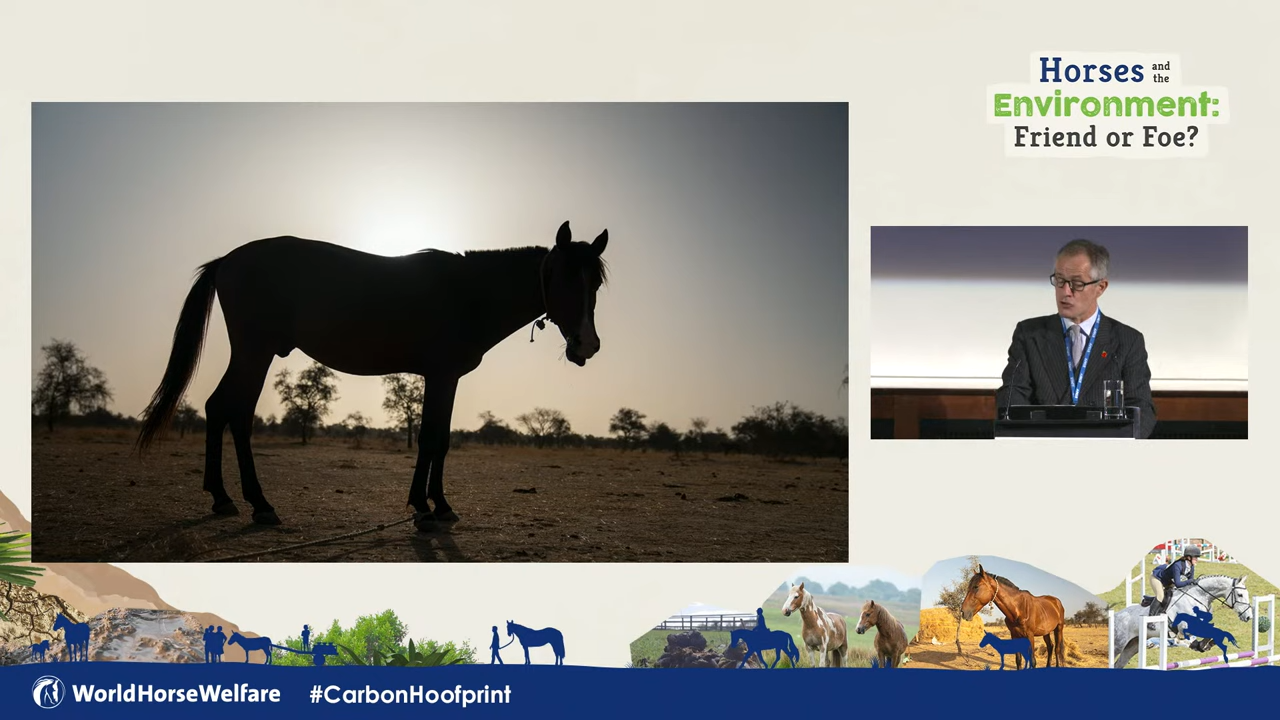 Horses and the
Environment:
Friend or Foe?
WorldHorseWelfare #CarbonHoofprint